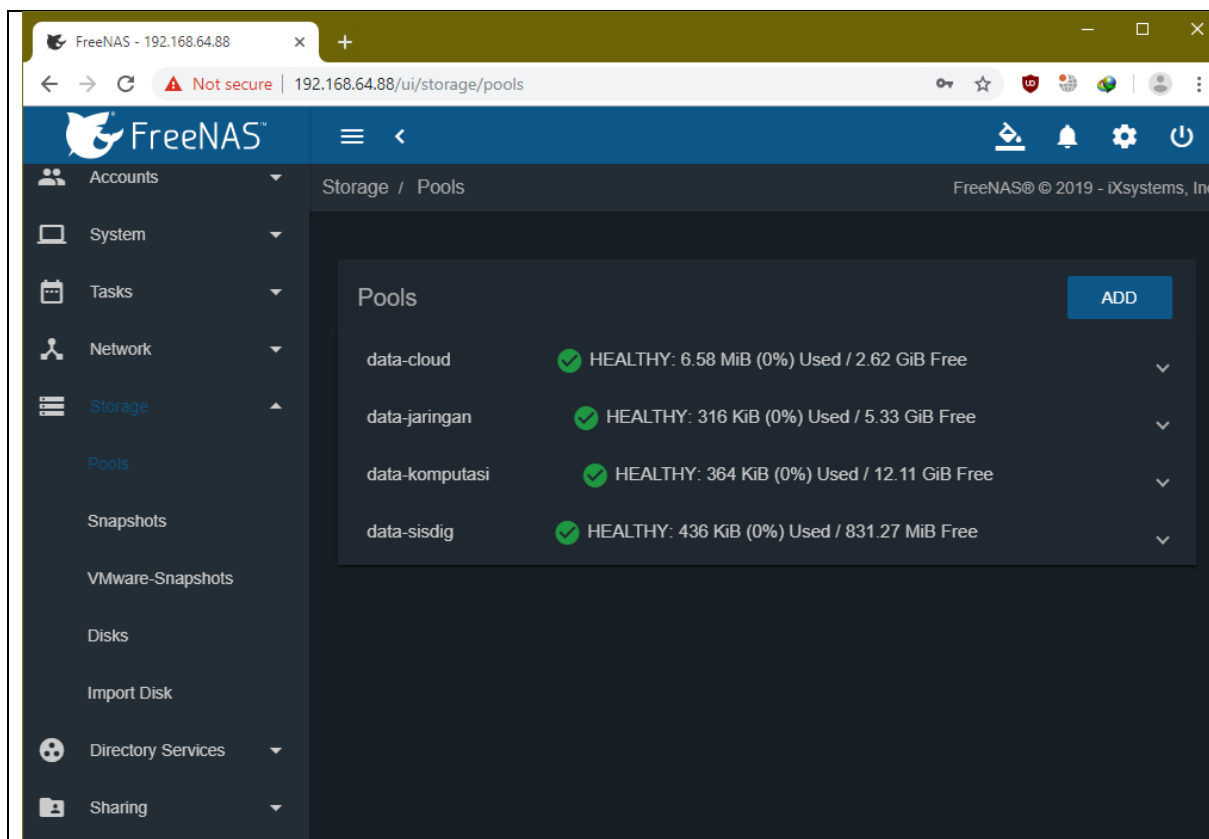 FreeNAS - 192.168.64.88
Not secure | 192.168.64.88/ui/storage/pools
FreeNAS™
Accounts
Storage / Pools
FreeNAS® © 2019 - iXsystems, In
System
Tasks
Pools
ADD
Network
data-cloud HEALTHY: 6.58 MiB (0%) Used / 2.62 GiB Free
Storage
data-jaringan HEALTHY: 316 KiB (0%) Used / 5.33 GiB Free
Pools
data-komputasi HEALTHY: 364 KiB (0%) Used / 12.11 GiB Free
Snapshots
data-sisdig HEALTHY: 436 KiB (0%) Used / 831.27 MiB Free
VMware-Snapshots
Disks
Import Disk
Directory Services
Sharing